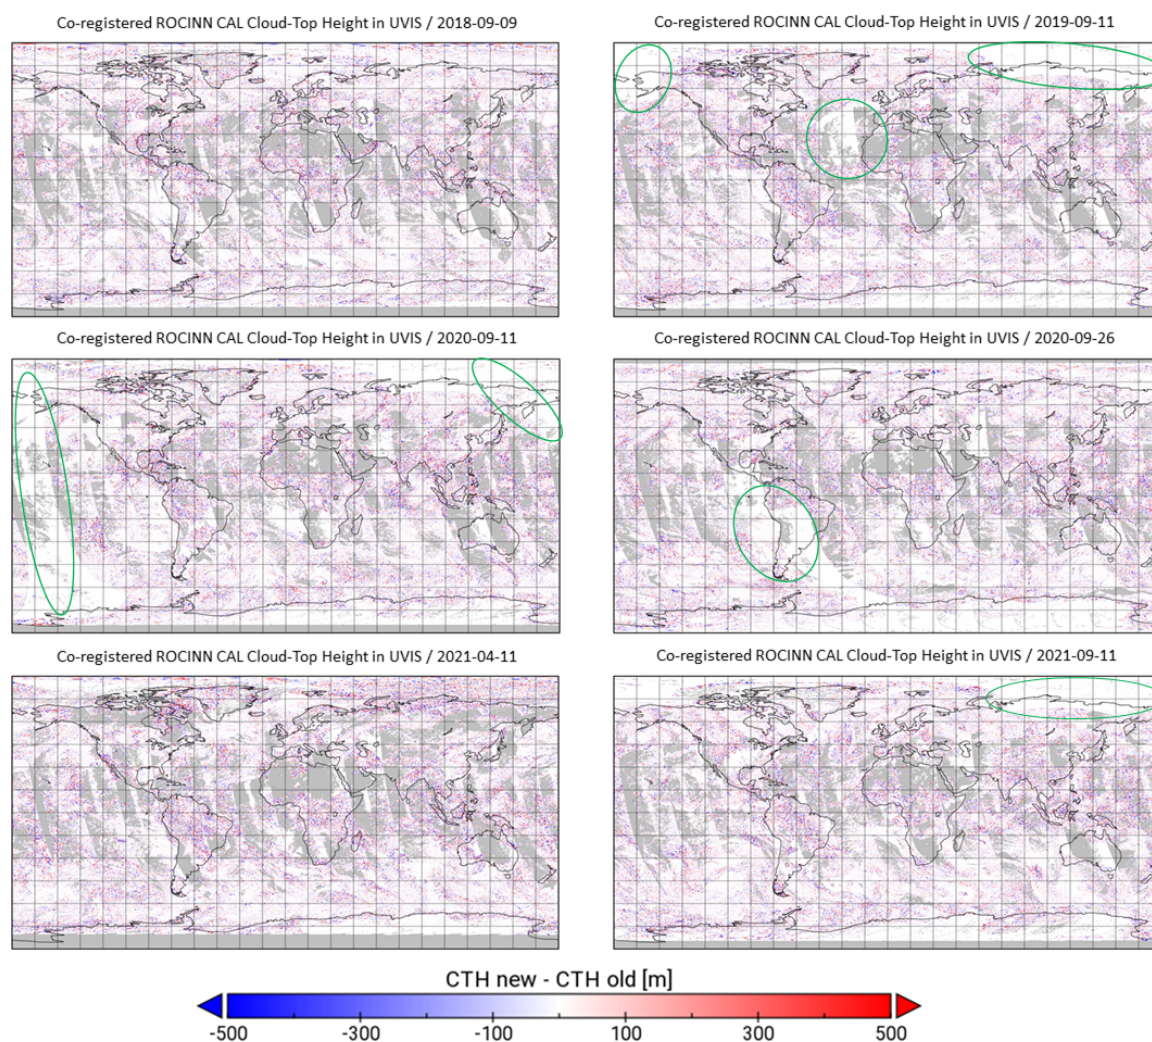 Co-registered ROCINN CAL Cloud-Top Height in UVIS / 2018-09-09
Co-registered ROCINN CAL Cloud-Top Height in UVIS / 2019-09-11
Co-registered ROCINN CAL Cloud-Top Height in UVIS / 2020-09-11
Co-registered ROCINN CAL Cloud-Top Height in UVIS / 2020-09-26
Co-registered ROCINN CAL Cloud-Top Height in UVIS / 2021-04-11
Co-registered ROCINN CAL Cloud-Top Height in UVIS / 2021-09-11
CTH new - CTH old [m]
-500 -300 -100 100 300 500